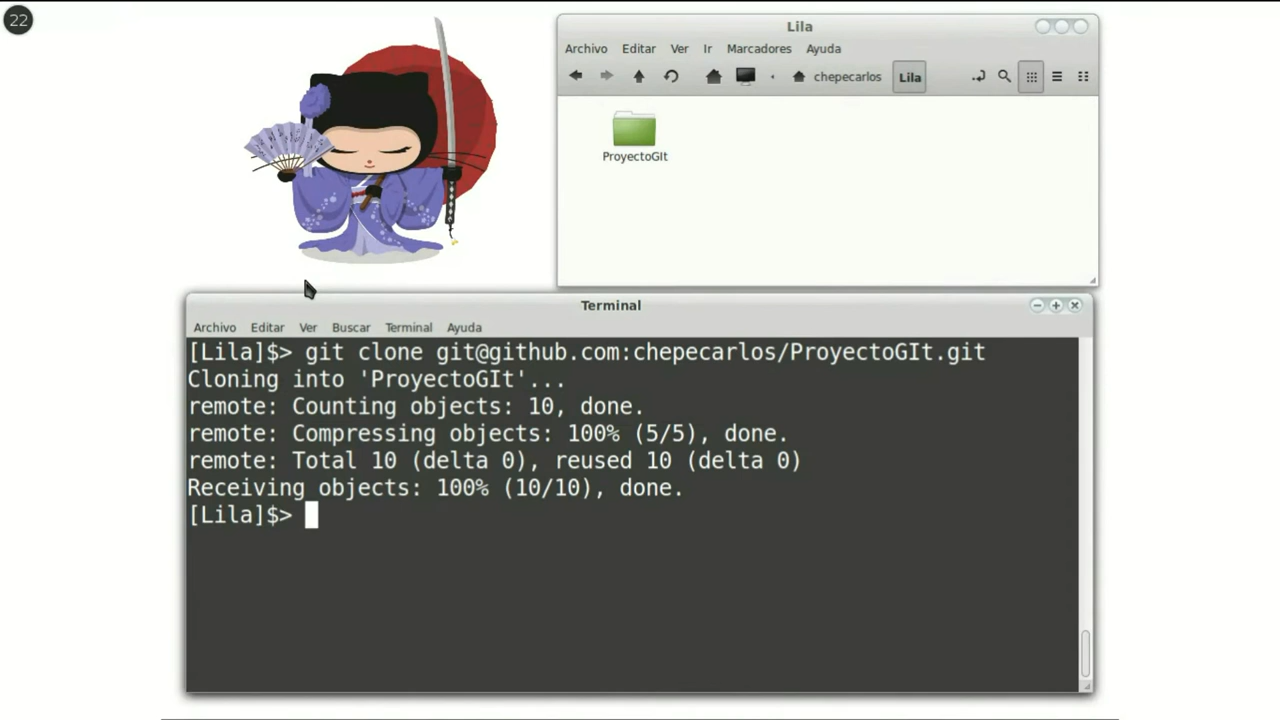 22
Lila
Archivo Editar Ver Ir Marcadores Ayuda
chepecarlos Lila
ProyectoGIt
Terminal
Archivo Editar Ver Buscar Terminal Ayuda
[Lila]$> git clone git@github.com:chepecarlos/ProyectoGIt.git
Cloning into 'ProyectoGIt'...
remote: Counting objects: 10, done.
remote: Compressing objects: 100% (5/5), done.
remote: Total 10 (delta 0), reused 10 (delta 0)
Receiving objects: 100% (10/10), done.
[Lila]$>